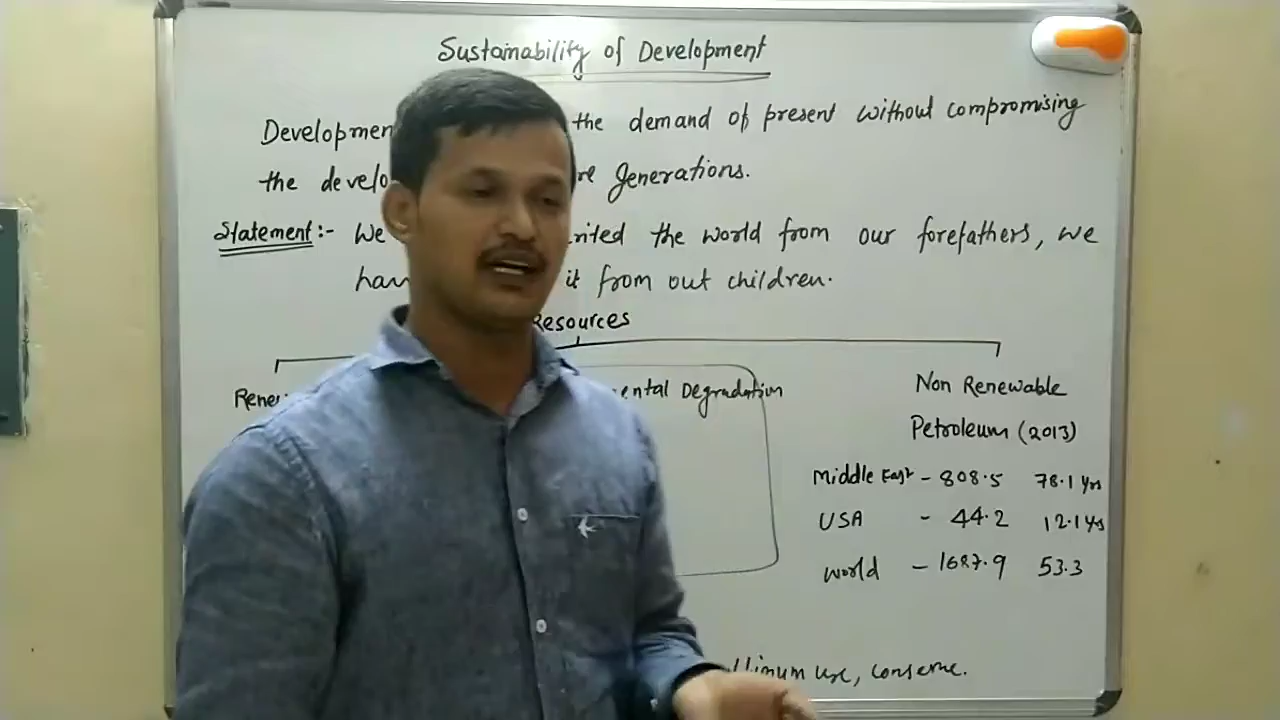 Sustainability of Development
Developmen the demand of present without compromising
the develo re generations.
Statement:- We rited the world from our forefathers, we
hav it from out children.
Resources
Rene ental Degradation Non Renewable
Petroleum (2013)
Middle East - 808.5 78.1 yrs
USA - 44.2 12.1 yrs
world - 1687.9 53.3
use, conserve.